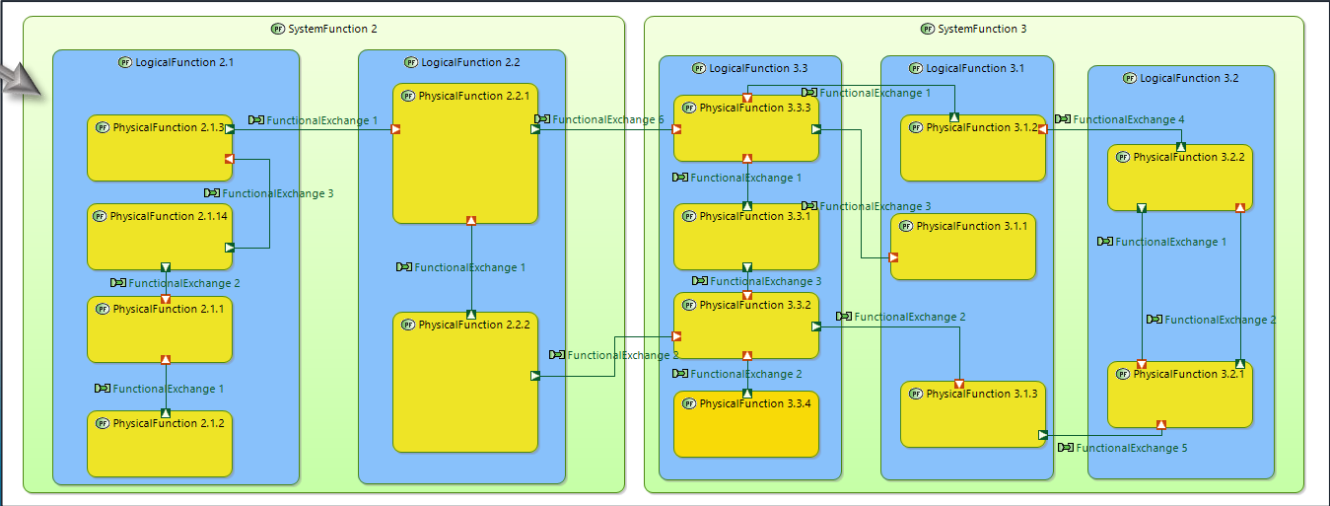 SystemFunction 2
LogicalFunction 2.1
PhysicalFunction 2.1.3
FunctionalExchange 1
FunctionalExchange 3
PhysicalFunction 2.1.14
FunctionalExchange 2
PhysicalFunction 2.1.1
FunctionalExchange 1
PhysicalFunction 2.1.2
LogicalFunction 2.2
PhysicalFunction 2.2.1
FunctionalExchange 6
FunctionalExchange 1
PhysicalFunction 2.2.2
FunctionalExchange 2
SystemFunction 3
LogicalFunction 3.3
PhysicalFunction 3.3.3
FunctionalExchange 1
FunctionalExchange 1
PhysicalFunction 3.3.1
FunctionalExchange 3
FunctionalExchange 3
PhysicalFunction 3.3.2
FunctionalExchange 2
FunctionalExchange 2
PhysicalFunction 3.3.4
LogicalFunction 3.1
PhysicalFunction 3.1.2
FunctionalExchange 4
PhysicalFunction 3.1.1
PhysicalFunction 3.1.3
FunctionalExchange 5
LogicalFunction 3.2
PhysicalFunction 3.2.2
FunctionalExchange 1
FunctionalExchange 2
PhysicalFunction 3.2.1